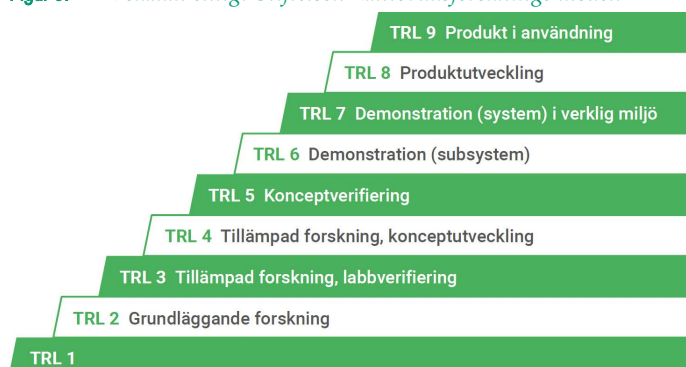 TRL 9 Produkt i användning
TRL 8 Produktutveckling
TRL 7 Demonstration (system) i verklig miljö
TRL 6 Demonstration (subsystem)
TRL 5 Konceptverifiering
TRL 4 Tillämpad forskning, konceptutveckling
TRL 3 Tillämpad forskning, labbverifiering
TRL 2 Grundläggande forskning
TRL 1